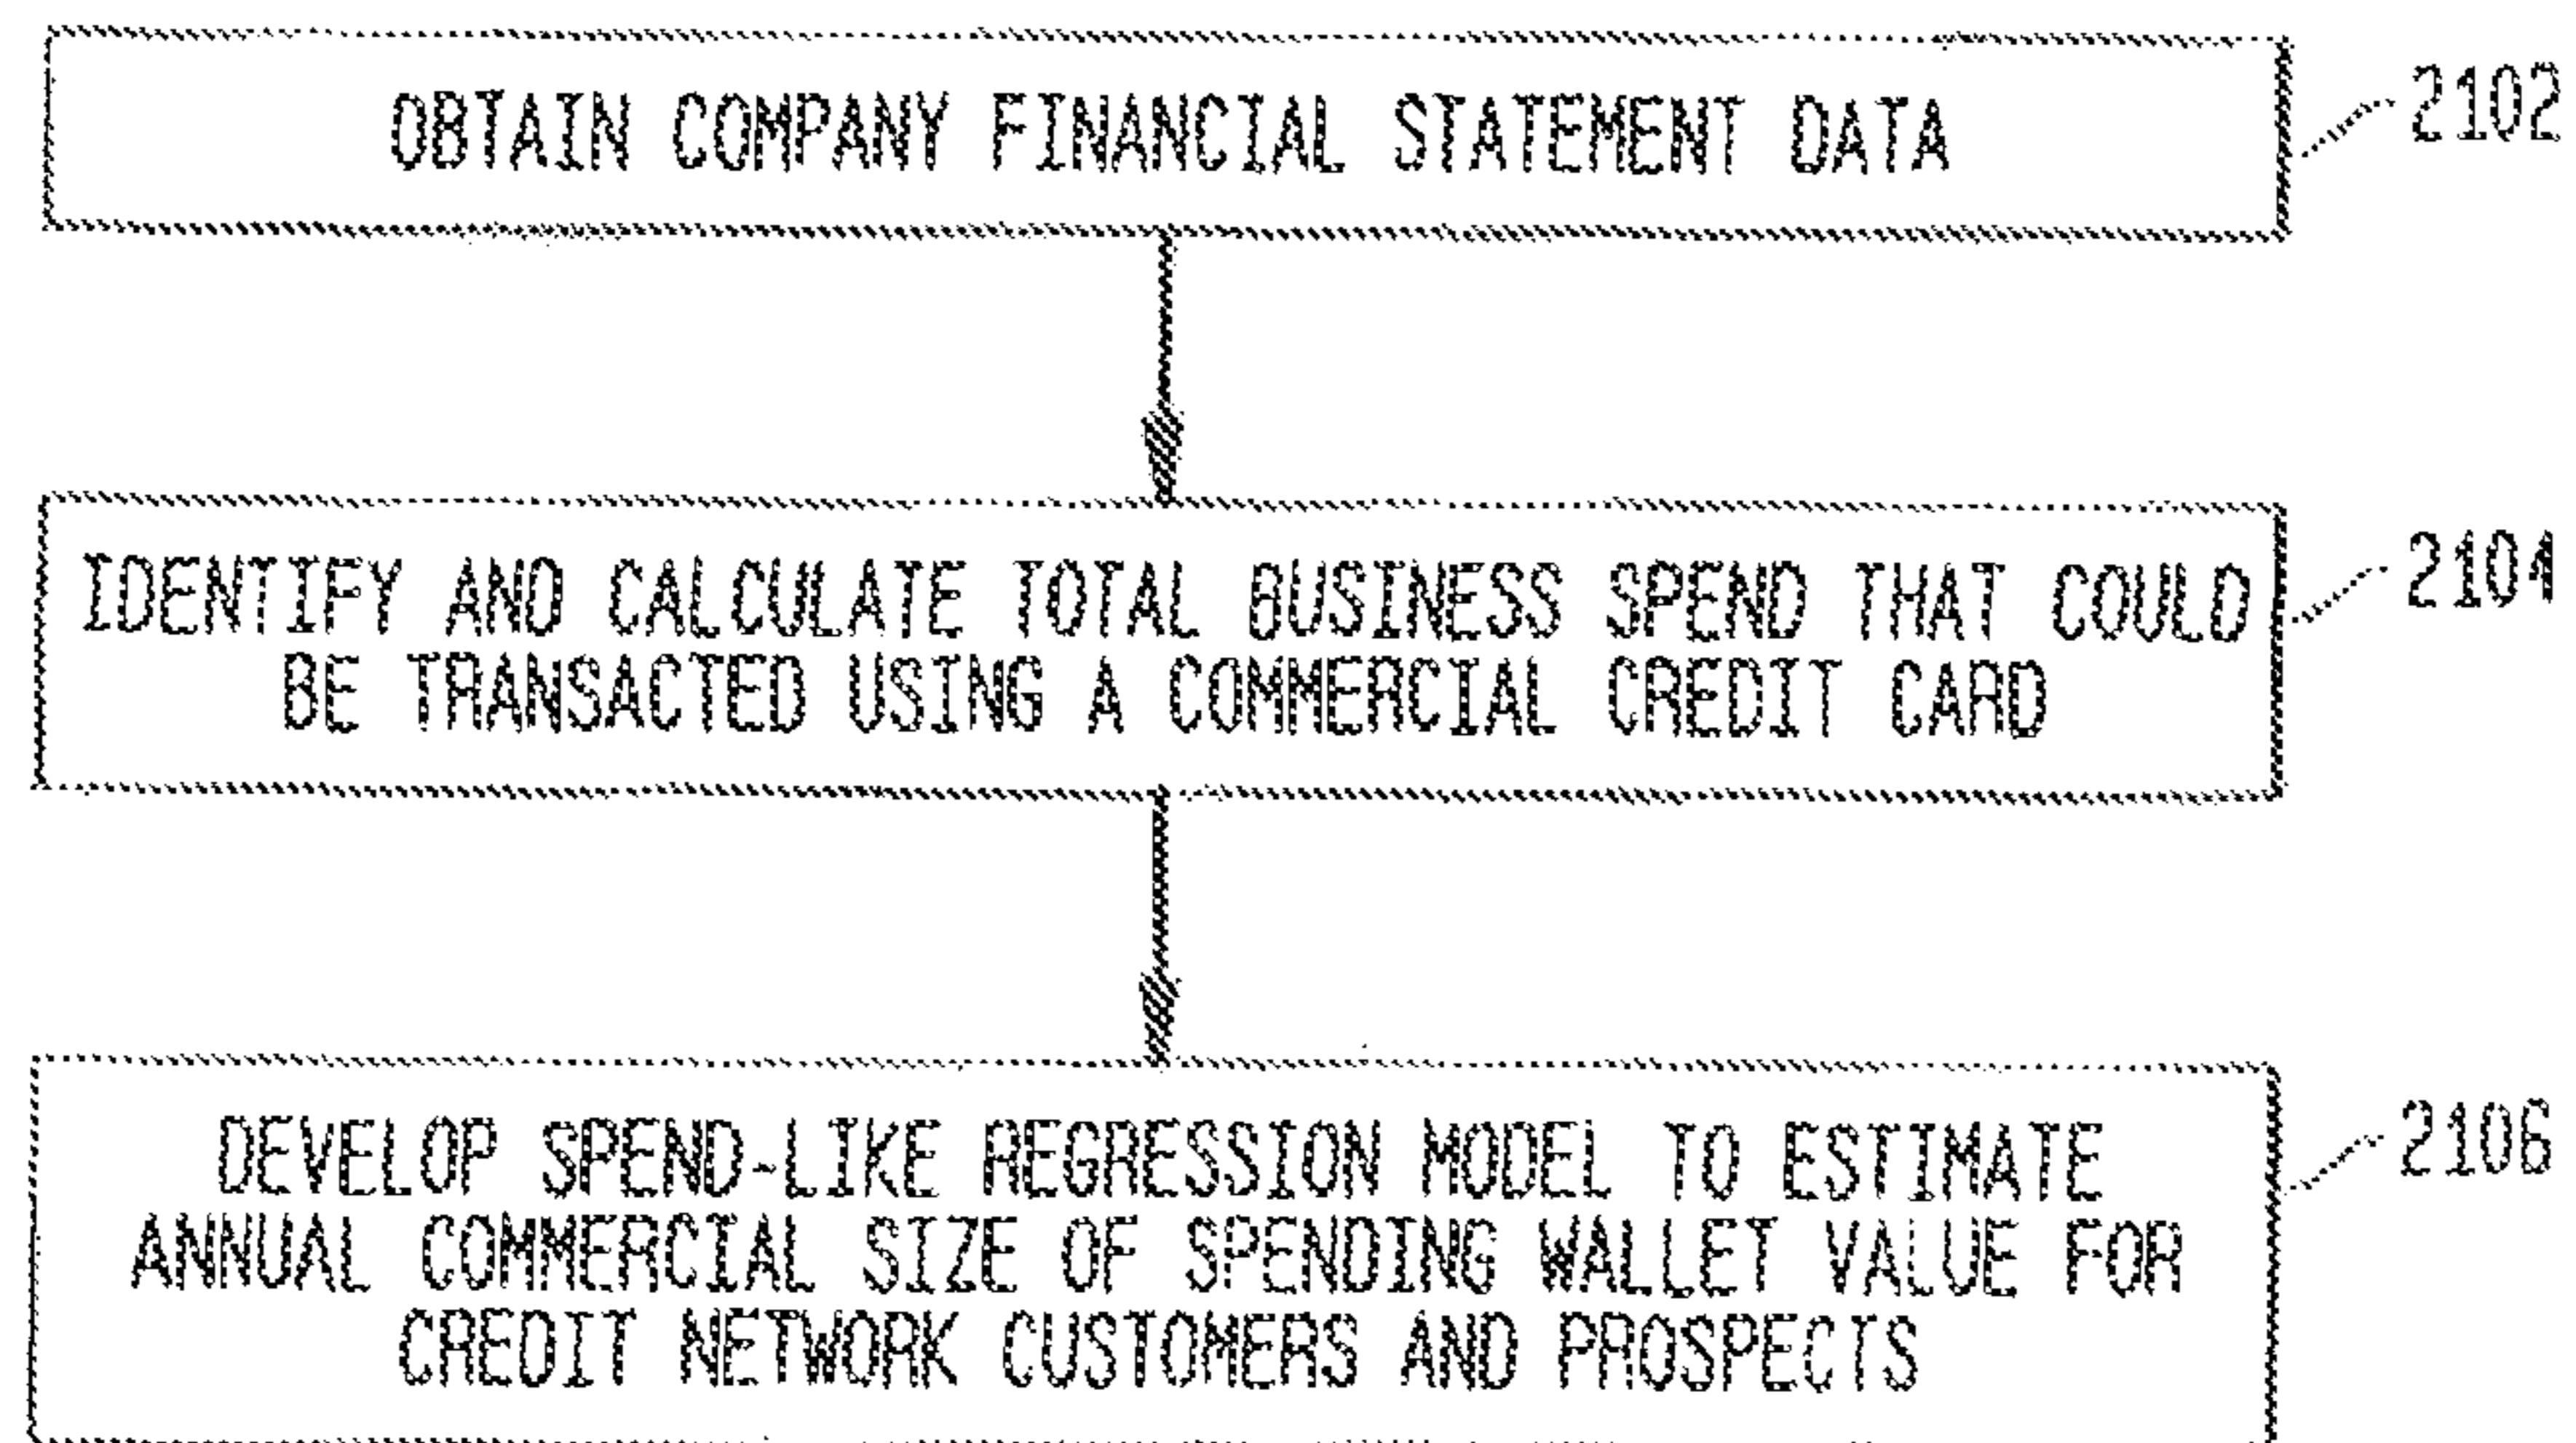 OBTAIN COMPANY FINANCIAL STATEMENT DATA
2102
IDENTIFY AND CALCULATE TOTAL BUSINESS SPEND THAT COULD
BE TRANSACTED USING A COMMERCIAL CREDIT CARD
2104
DEVELOP SPEND-LIKE REGRESSION MODEL TO ESTIMATE
ANNUAL COMMERCIAL SIZE OF SPENDING WALLET VALUE FOR
CREDIT NETWORK CUSTOMERS AND PROSPECTS
2106